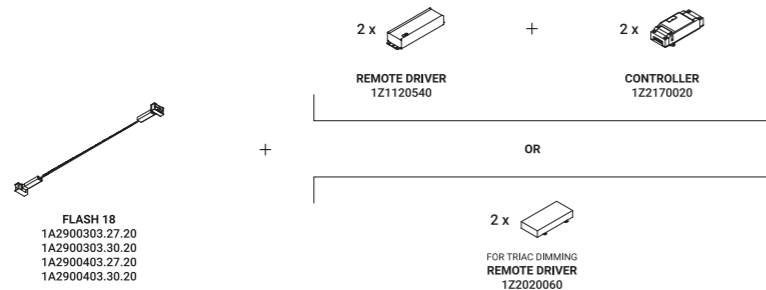 2 x
+
2 x
REMOTE DRIVER
1Z1120540
CONTROLLER
1Z2170020
+
OR
FLASH 18
1A2900303.27.20
1A2900303.30.20
1A2900403.27.20
1A2900403.30.20
2 x
FOR TRIAC DIMMING
REMOTE DRIVER
1Z2020060